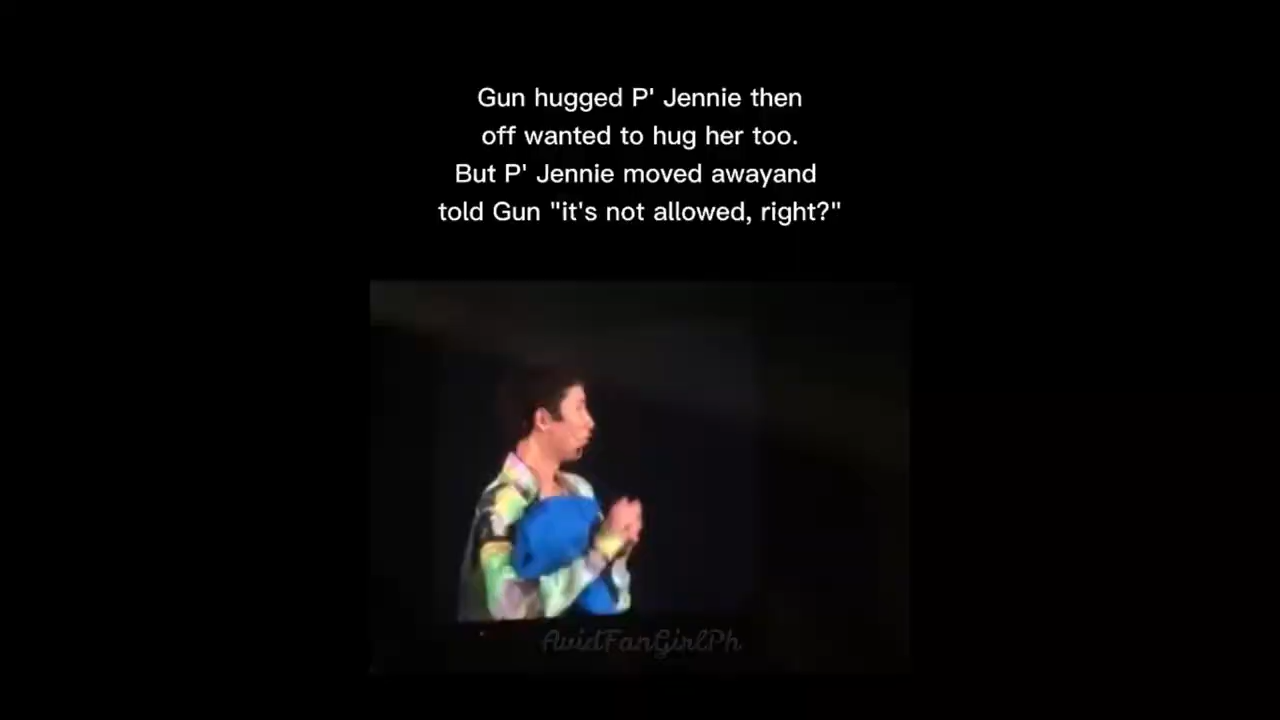 Gun hugged P' Jennie then
off wanted to hug her too.
But P' Jennie moved awayand
told Gun "it's not allowed, right?"
AvidFanGirlPh